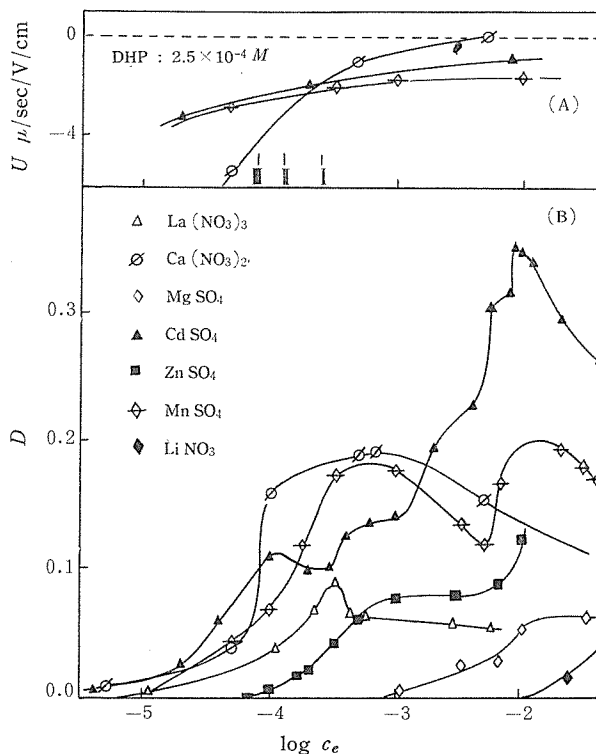 0
(A)
DHP : 2.5×10⁻⁴ M
−4
U μ/sec/V/cm
(B)
La (NO₃)₃
Ca (NO₃)₂
Mg SO₄
Cd SO₄
Zn SO₄
Mn SO₄
Li NO₃
0.3
0.2
0.1
0.0
D
−5
−4
−3
−2
log cₑ